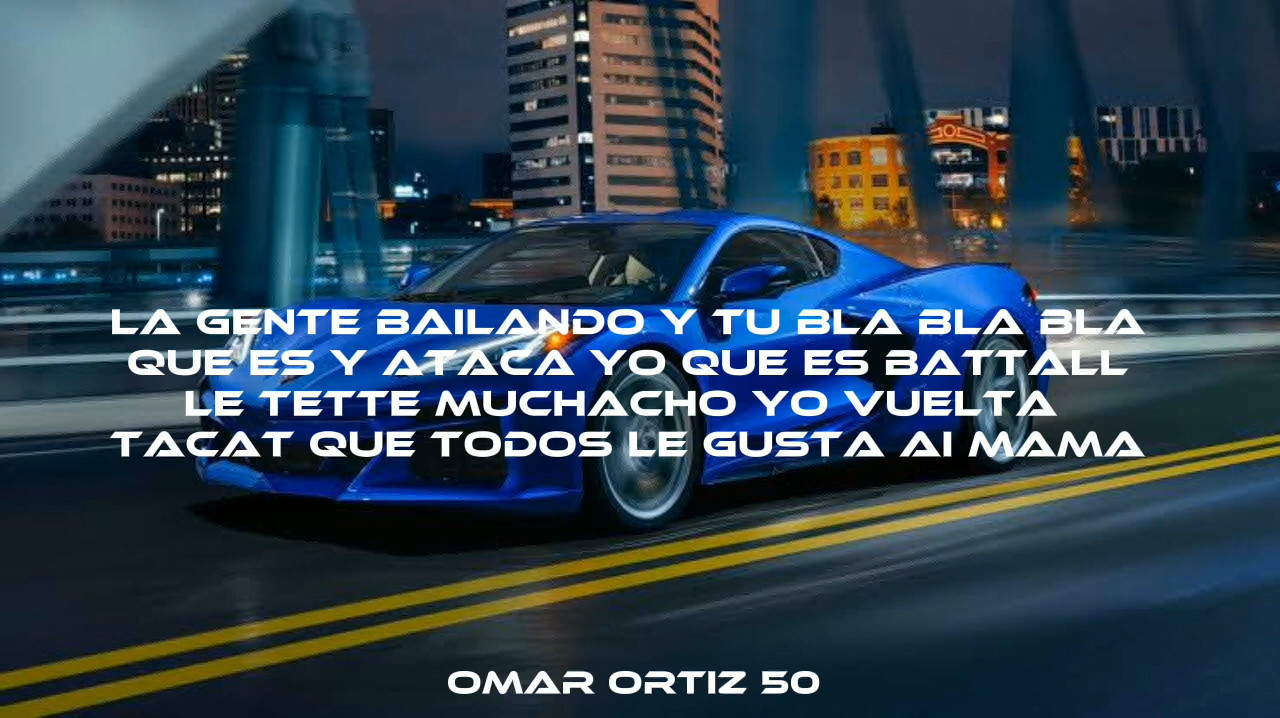 LA GENTE BAILANDO Y TU BLA BLA BLA
QUE ES Y ATACA YO QUE ES BATTALL
LE TETTE MUCHACHO YO VUELTA
TACAT QUE TODOS LE GUSTA AI MAMA
OMAR ORTIZ 50